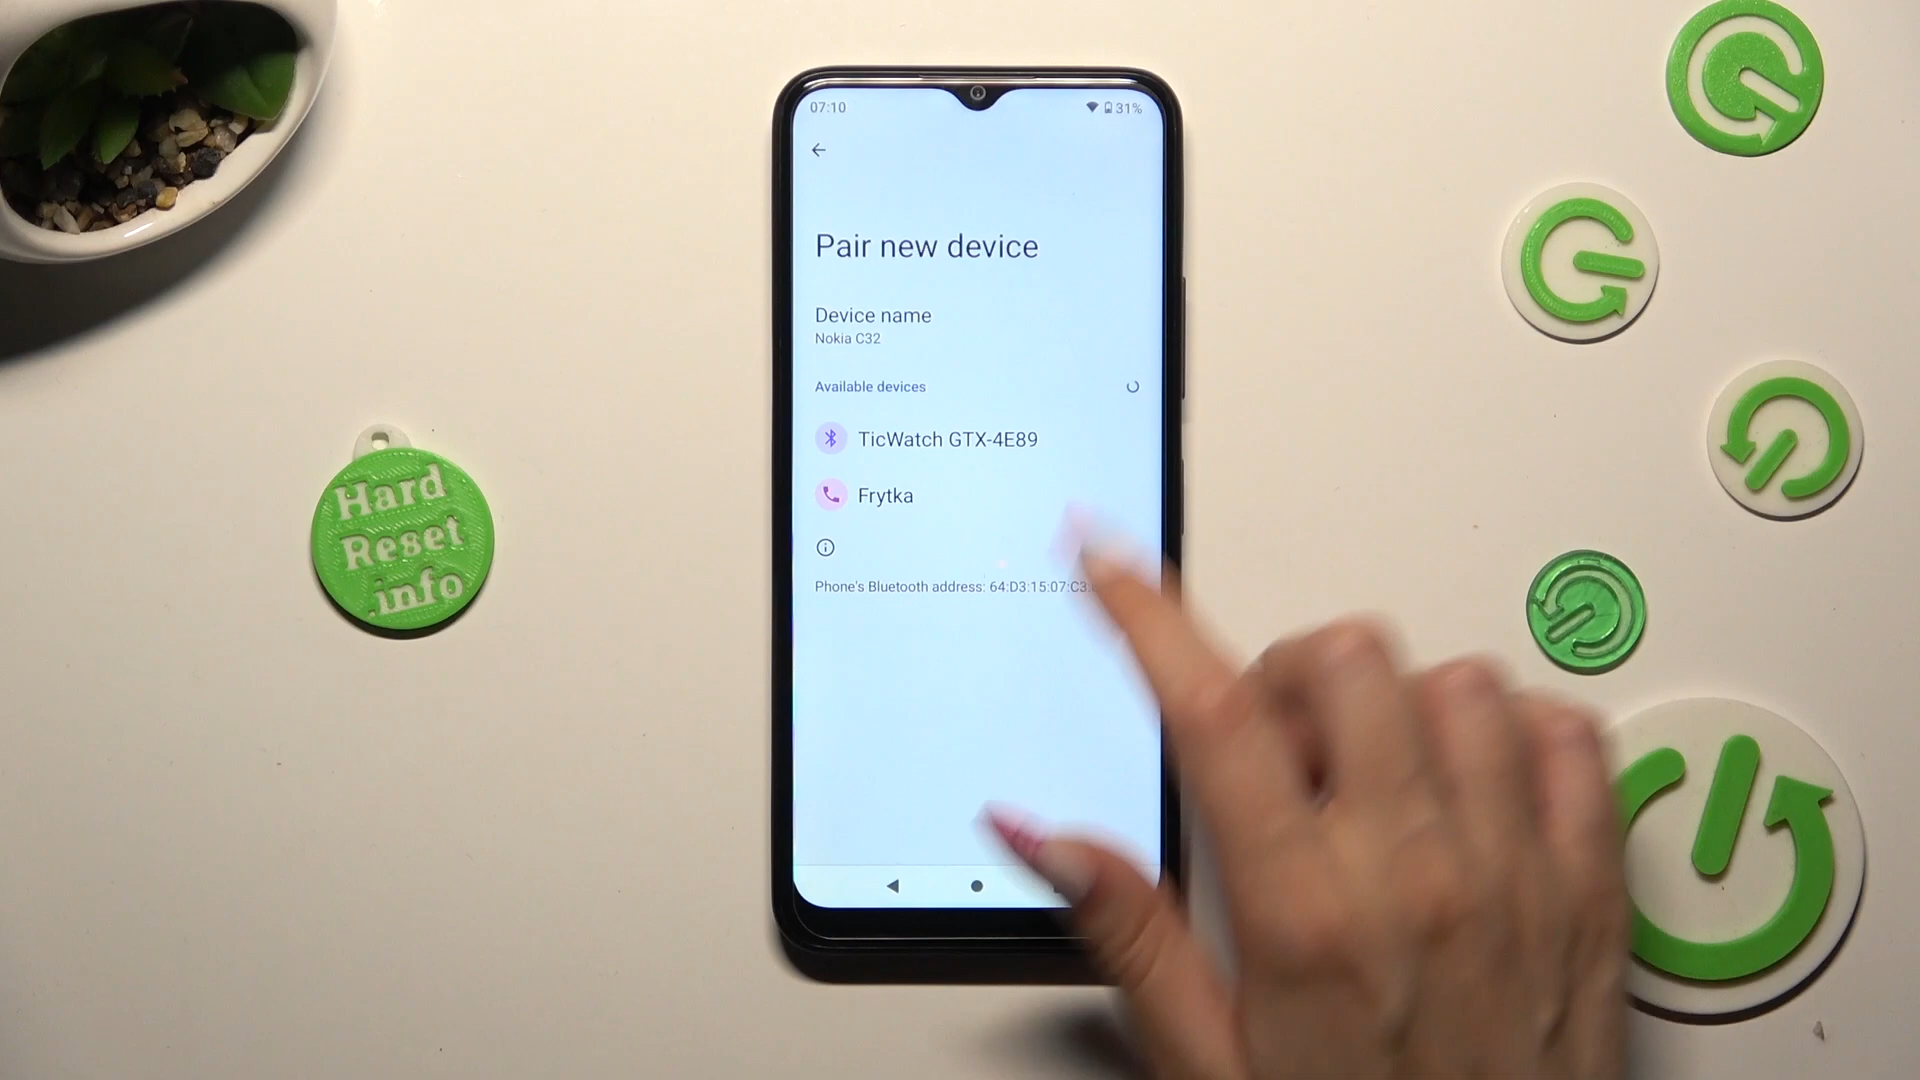 07:10
31%
Pair new device
Device name
Nokia C32
Available devices
TicWatch GTX-4E89
Frytka
Phone's Bluetooth address: 64:D3:15:07:C3:
Hard
Reset
.info